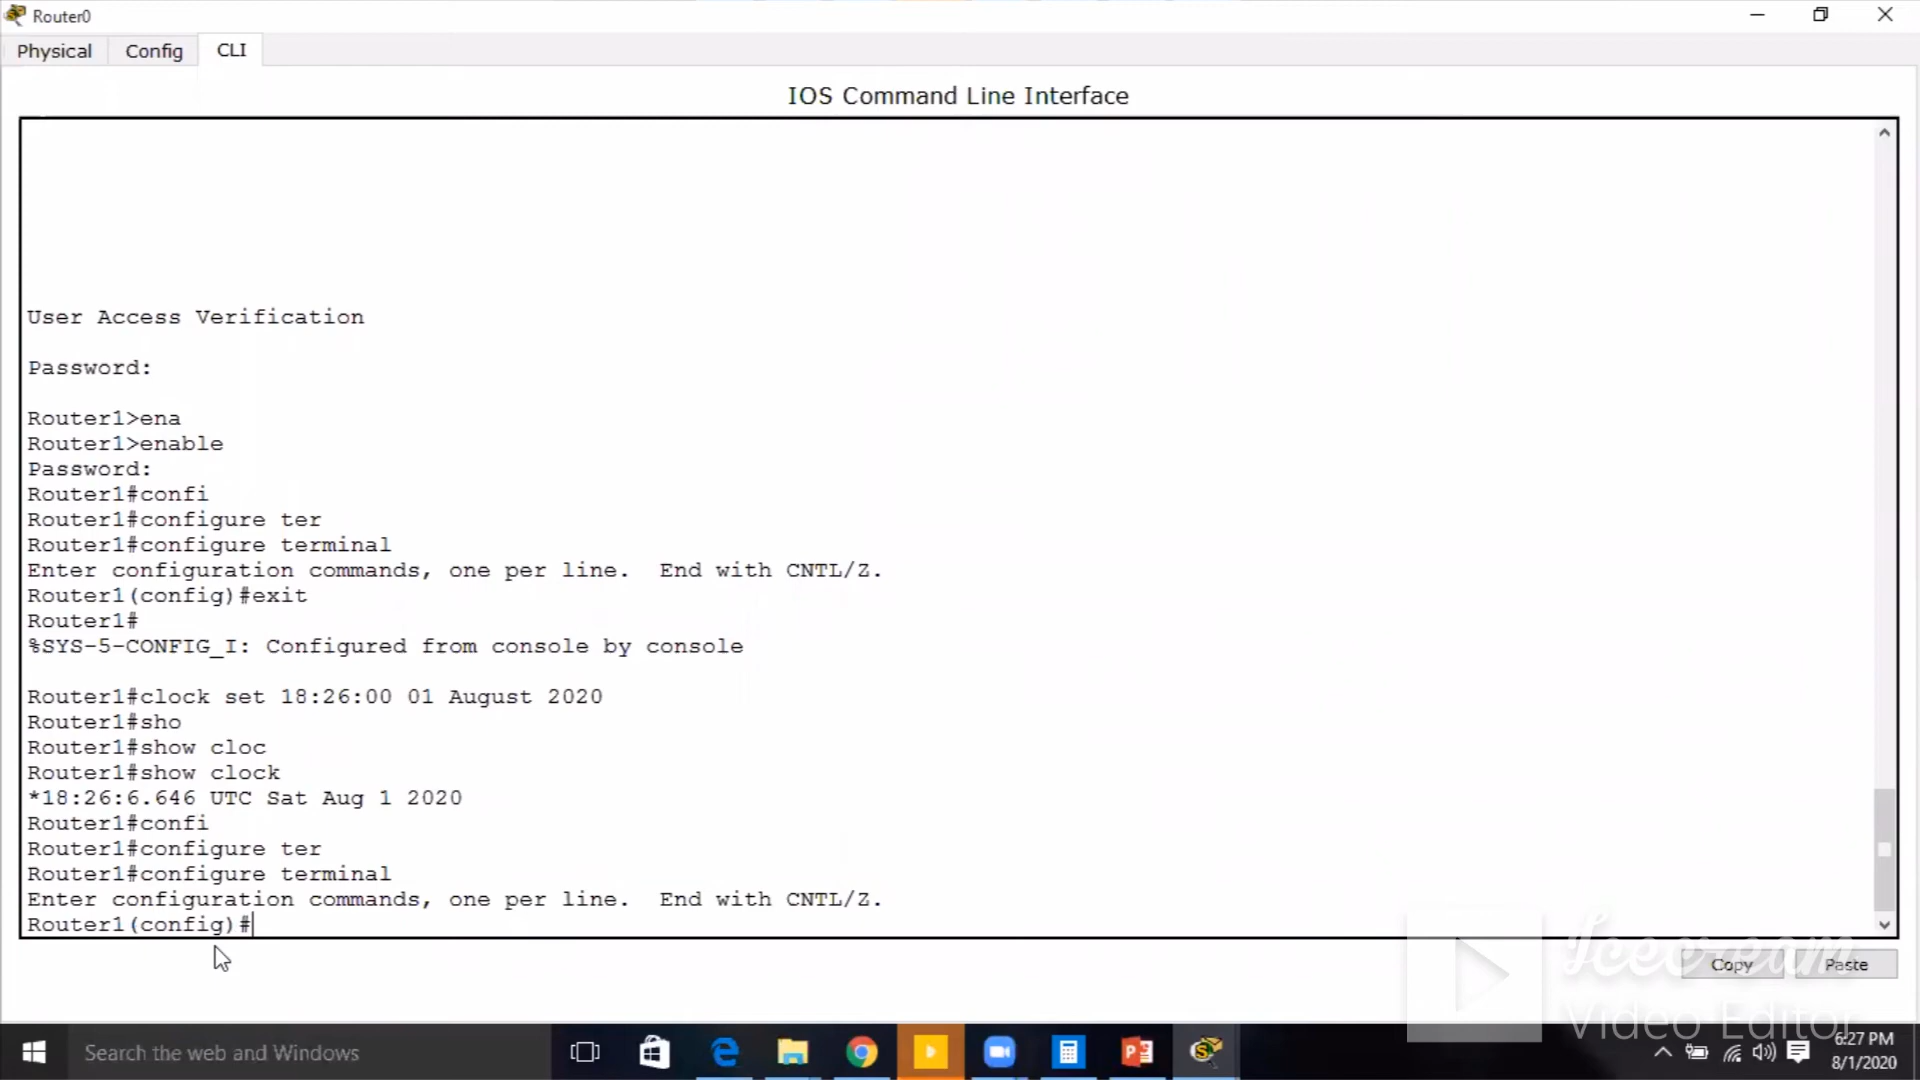 Router0
Physical
Config
CLI
IOS Command Line Interface
User Access Verification
Password:
Router1>ena
Router1>enable
Password:
Router1#confi
Router1#configure ter
Router1#configure terminal
Enter configuration commands, one per line.  End with CNTL/Z.
Router1(config)#exit
Router1#
%SYS-5-CONFIG_I: Configured from console by console
Router1#clock set 18:26:00 01 August 2020
Router1#sho
Router1#show cloc
Router1#show clock
*18:26:6.646 UTC Sat Aug 1 2020
Router1#confi
Router1#configure ter
Router1#configure terminal
Enter configuration commands, one per line.  End with CNTL/Z.
Router1(config)#
Copy
Paste
Icecream
Video Editor
Search the web and Windows
6:27 PM
8/1/2020